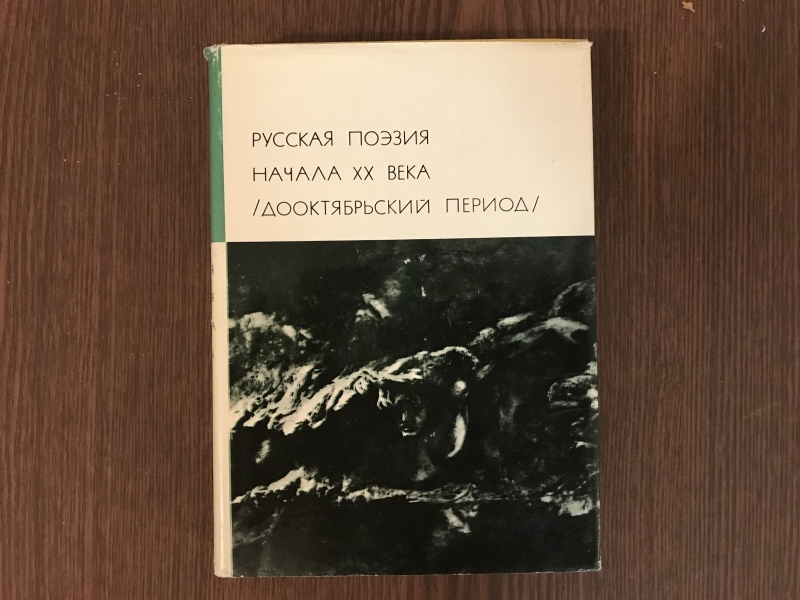 РУССКАЯ ПОЭЗИЯ
НАЧАЛА XX ВЕКА
/ДООКТЯБРЬСКИЙ ПЕРИОД/